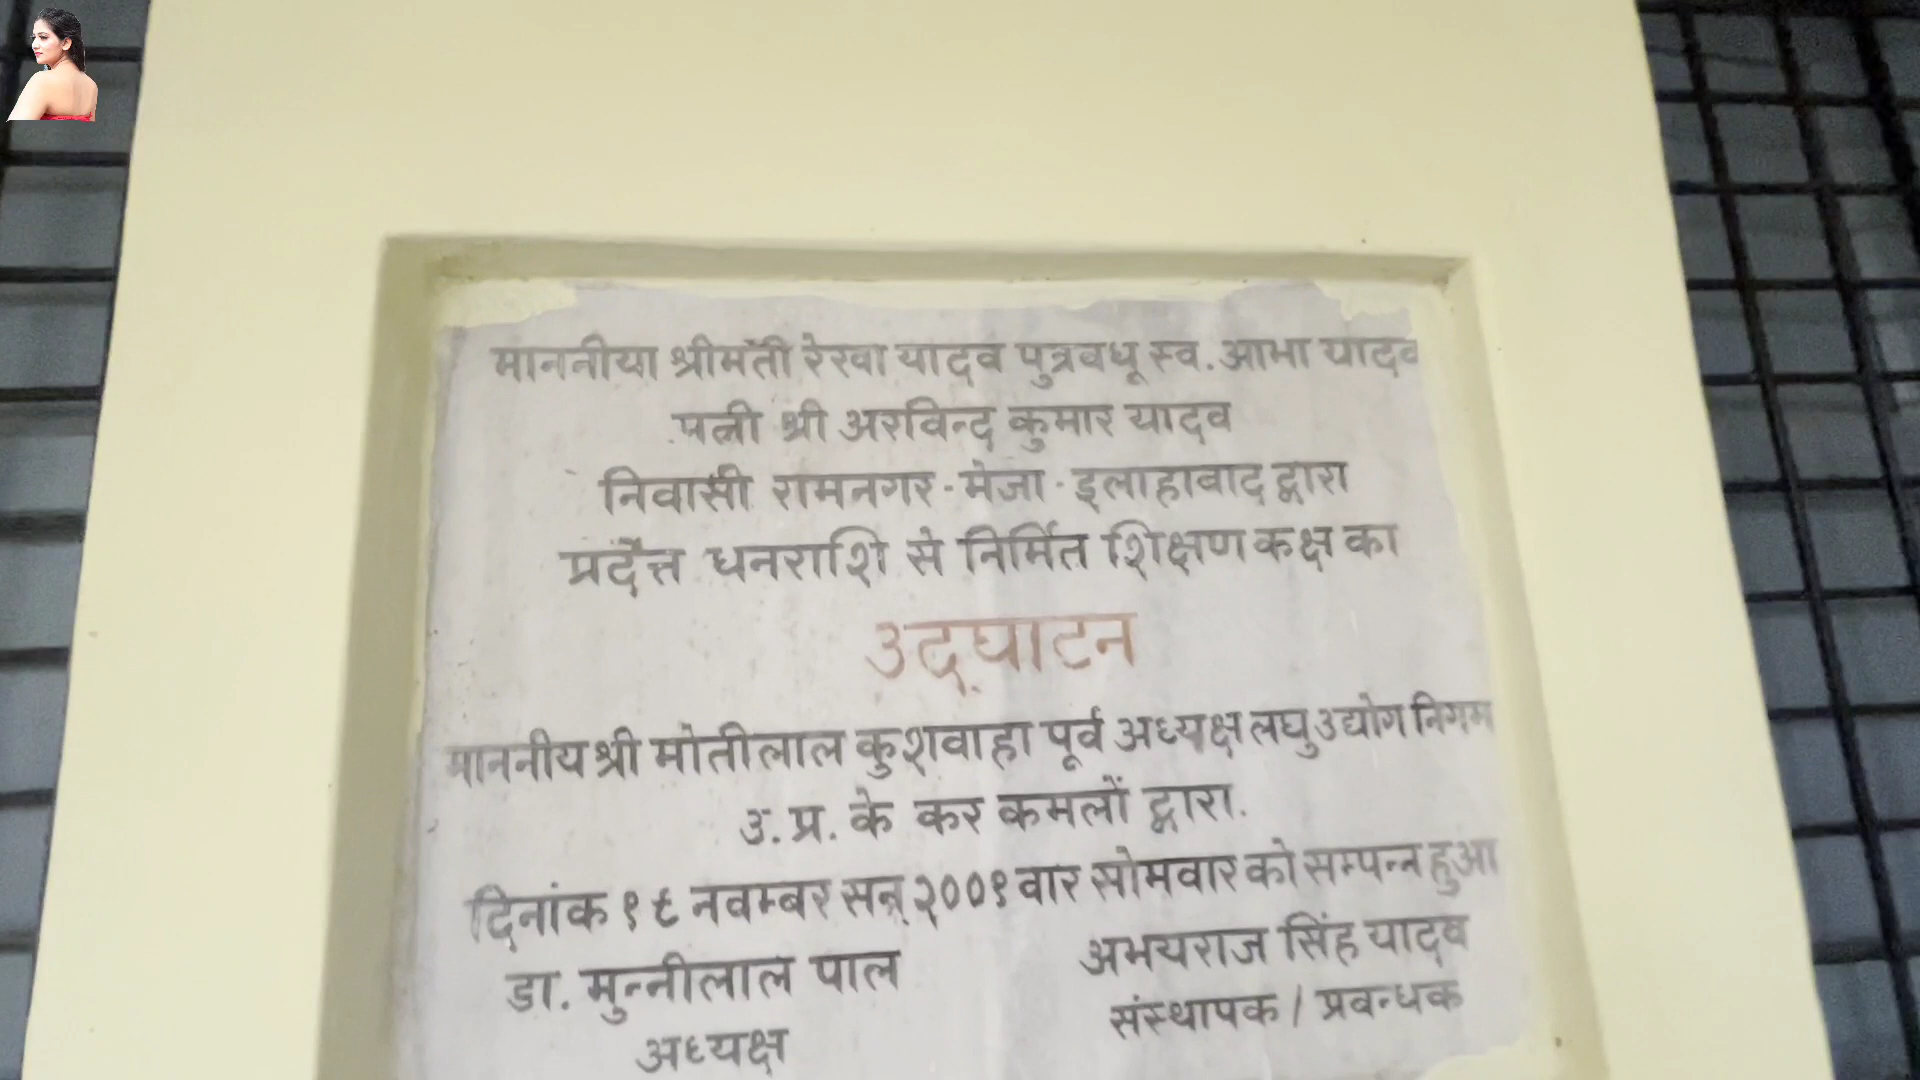 माननीया श्रीमती रेखा यादव पुत्रवधू स्व. आभा यादव
पत्नी श्री अरविन्द कुमार यादव
निवासी रामनगर - मेजा - इलाहाबाद द्वारा
प्रदत्त धनराशि से निर्मित शिक्षण कक्ष का
उद्घाटन
माननीय श्री मोतीलाल कुशवाहा पूर्व अध्यक्ष लघु उद्योग निगम
उ. प्र. के कर कमलों द्वारा.
दिनांक १९ नवम्बर सन् २००१ वार सोमवार को सम्पन्न हुआ
डा. मुन्नीलाल पाल
अध्यक्ष
अभयराज सिंह यादव
संस्थापक / प्रबन्धक